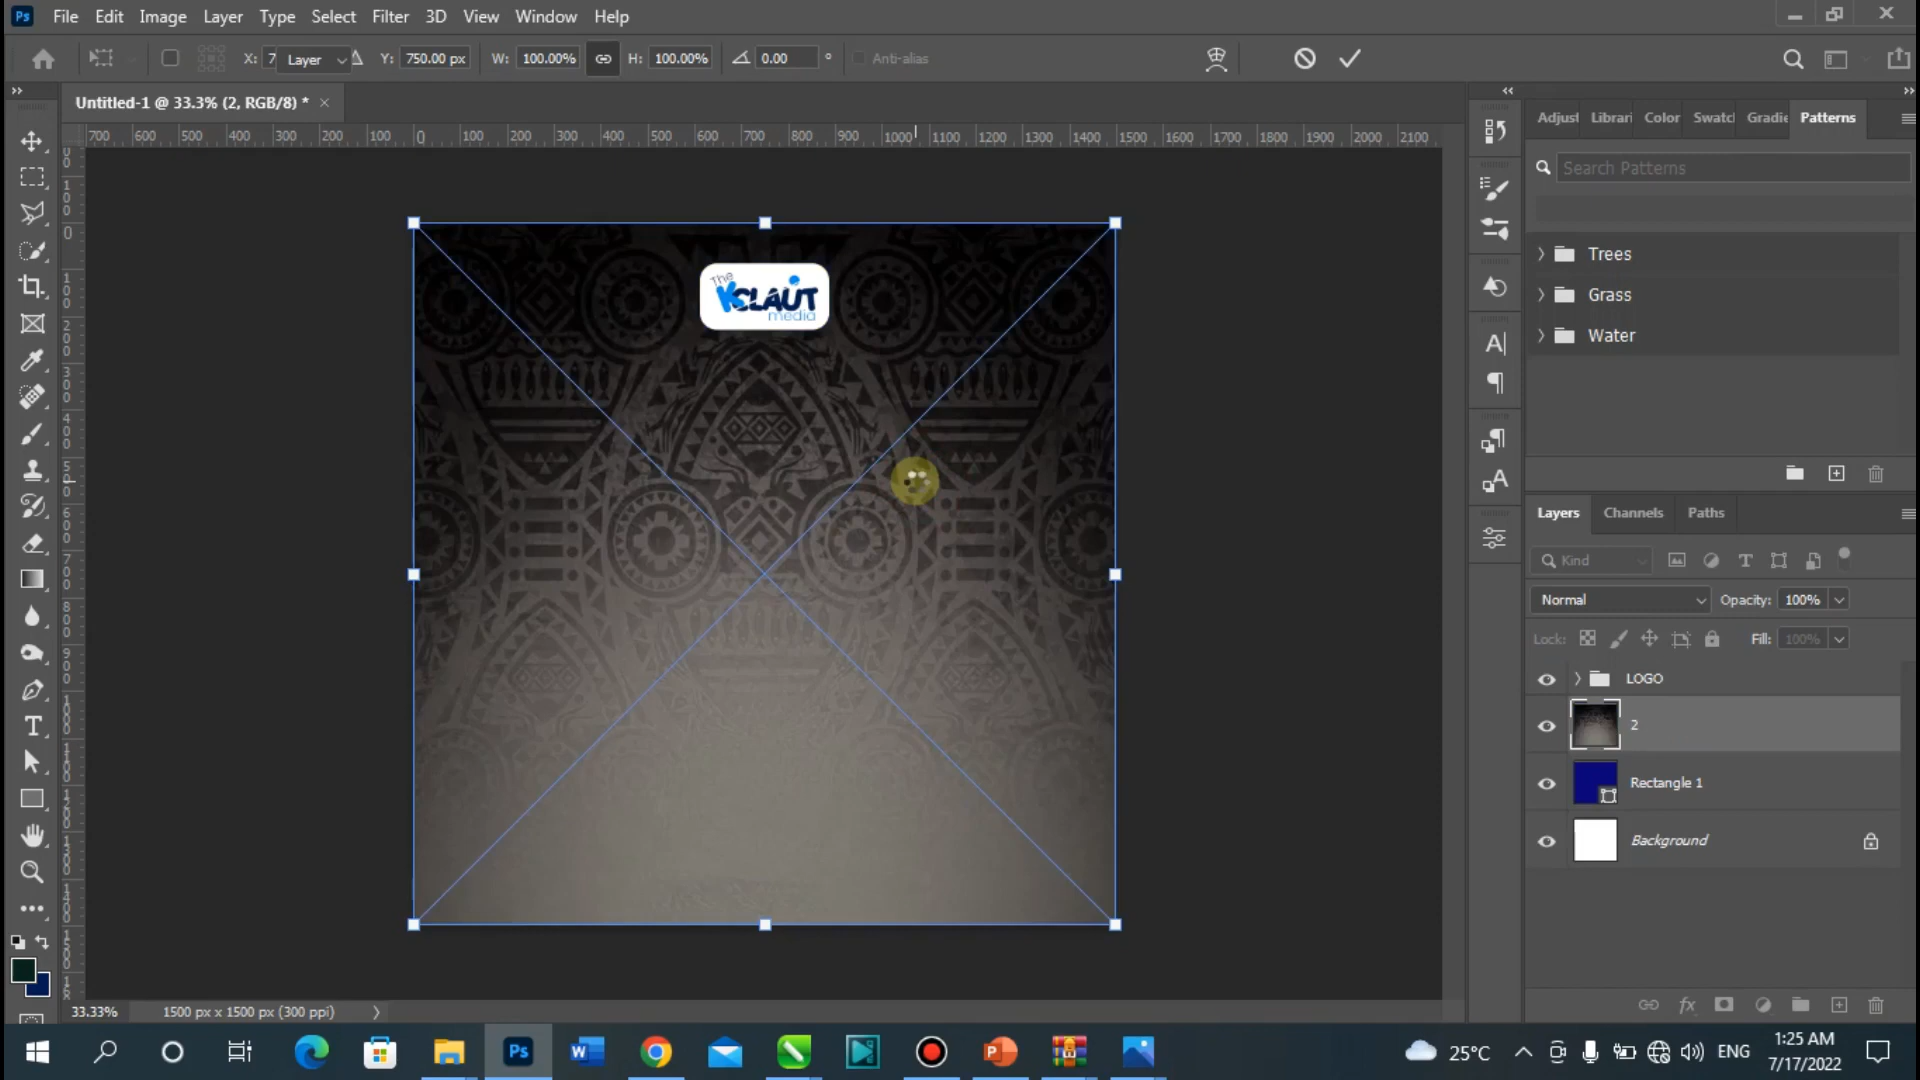 Ps File Edit Image Layer Type Select Filter 3D View Window Help
X: 7 Layer Y: 750.00 px W: 100.00% H: 100.00% 0.00 ° Anti-alias
Untitled-1 @ 33.3% (2, RGB/8) * ×
700 600 500 400 300 200 100 0 100 200 300 400 500 600 700 800 900 1000 1100 1200 1300 1400 1500 1600 1700 1800 1900 2000 2100
Adjust Librari Color Swatc Gradie Patterns
Search Patterns
Trees
Grass
Water
The
KCLAUT
media
Layers Channels Paths
Kind
Normal Opacity: 100%
Lock: Fill: 100%
LOGO
2
Rectangle 1
Background
33.33% 1500 px x 1500 px (300 ppi)
25°C ENG 1:25 AM
7/17/2022